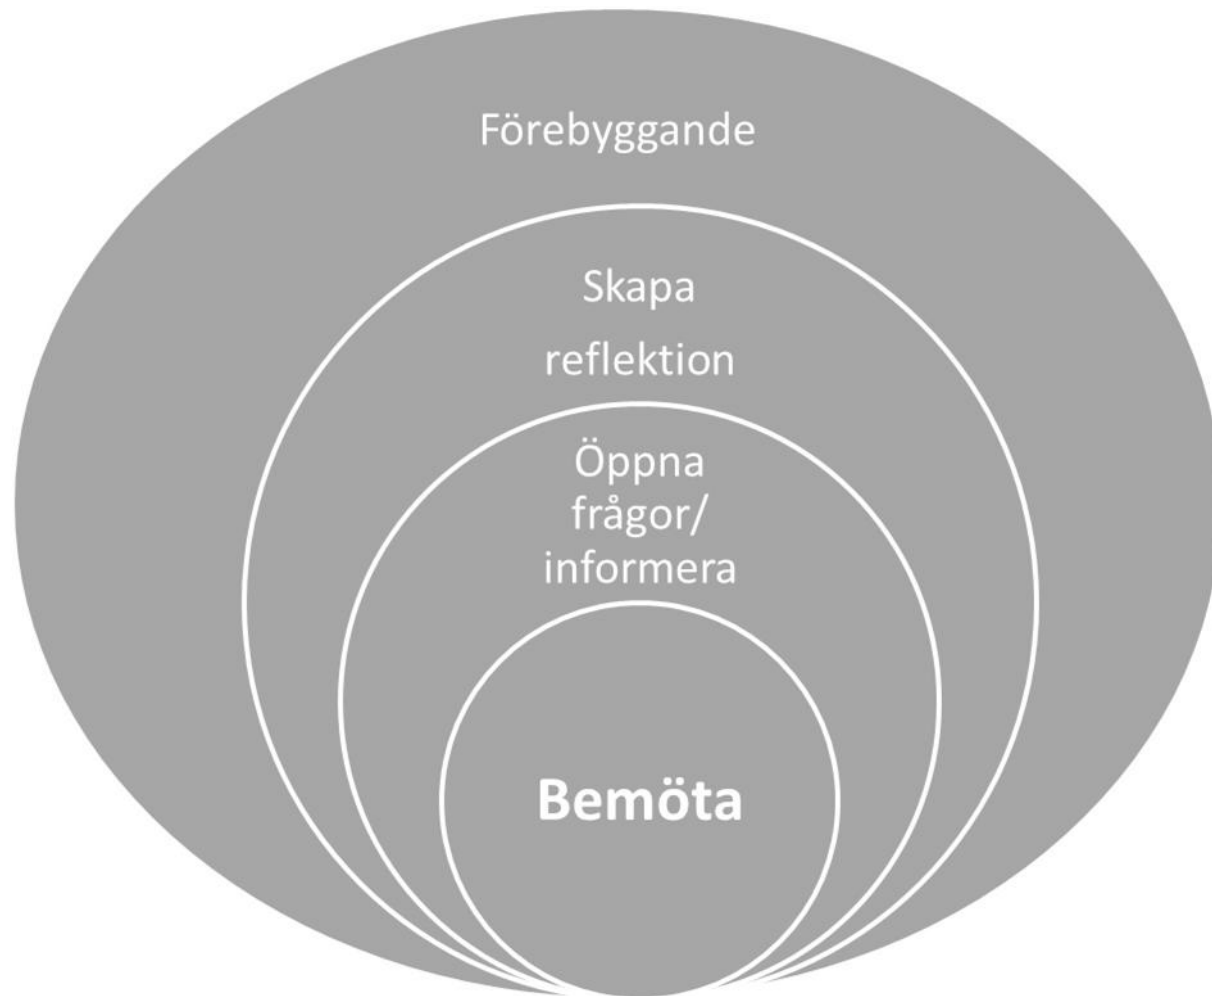 Förebyggande
Skapa
reflektion
Öppna
frågor/
informera
Bemöta